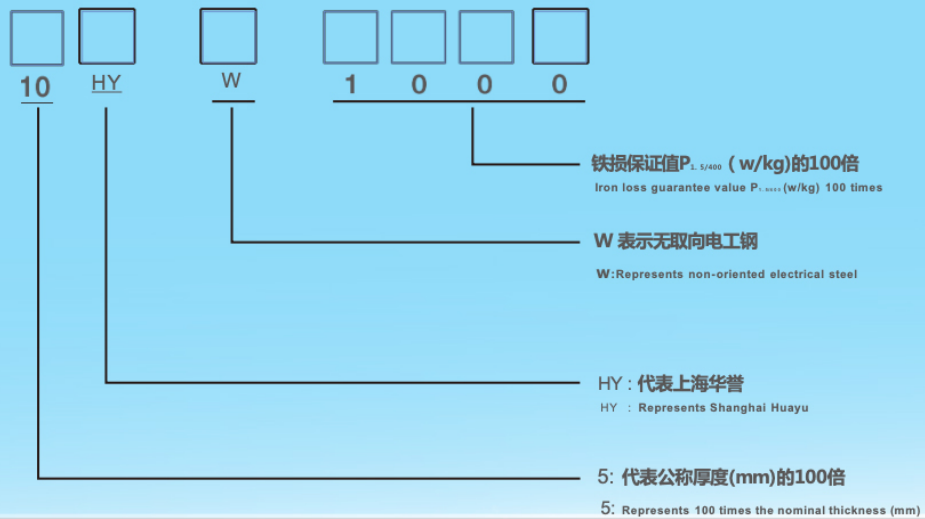 10 HY W 1 0 0 0
铁损保证值P1.5/400 ( w/kg)的100倍
Iron loss guarantee value P (w/kg) 100 times
W 表示无取向电工钢
W:Represents non-oriented electrical steel
HY : 代表上海华誉
HY : Represents Shanghai Huayu
5: 代表公称厚度(mm)的100倍
5: Represents 100 times the nominal thickness (mm)